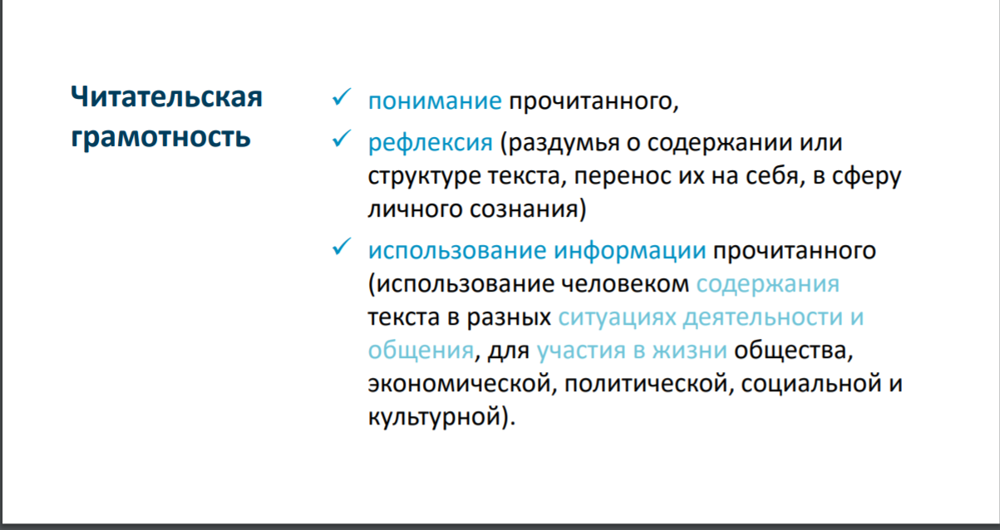 Читательская
грамотность
✓ понимание прочитанного,
✓ рефлексия (раздумья о содержании или
структуре текста, перенос их на себя, в сферу
личного сознания)
✓ использование информации прочитанного
(использование человеком содержания
текста в разных ситуациях деятельности и
общения, для участия в жизни общества,
экономической, политической, социальной и
культурной).